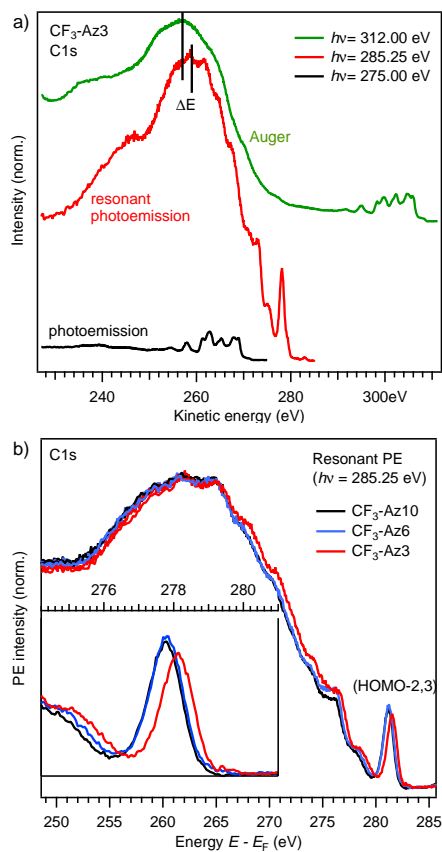 a)
CF₃-Az3
C1s
hν= 312.00 eV
hν= 285.25 eV
hν= 275.00 eV
ΔE
Auger
resonant
photoemission
photoemission
Intensity (norm.)
240 260 280 300eV
Kinetic energy (eV)
b)
C1s
Resonant PE
(hν = 285.25 eV)
CF₃-Az10
CF₃-Az6
CF₃-Az3
276 278 280
(HOMO-2,3)
PE intensity (norm.)
250 255 260 265 270 275 280 285
Energy E - E_F (eV)